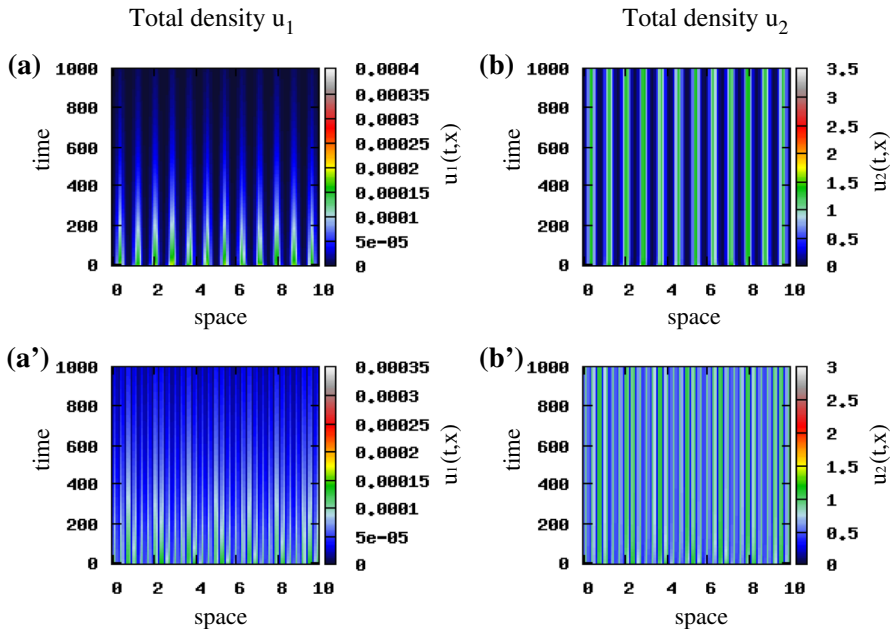 Total density u1
Total density u2
(a)
1000
800
600
400
200
0
time
0 2 4 6 8 10
space
0.0004
0.00035
0.0003
0.00025
0.0002
0.00015
0.0001
5e-05
0
u1(t,x)
(b)
1000
800
600
400
200
0
time
0 2 4 6 8 10
space
3.5
3
2.5
2
1.5
1
0.5
0
u2(t,x)
(a’)
1000
800
600
400
200
0
time
0 2 4 6 8 10
space
0.00035
0.0003
0.00025
0.0002
0.00015
0.0001
5e-05
0
u1(t,x)
(b’)
1000
800
600
400
200
0
time
0 2 4 6 8 10
space
3
2.5
2
1.5
1
0.5
0
u2(t,x)